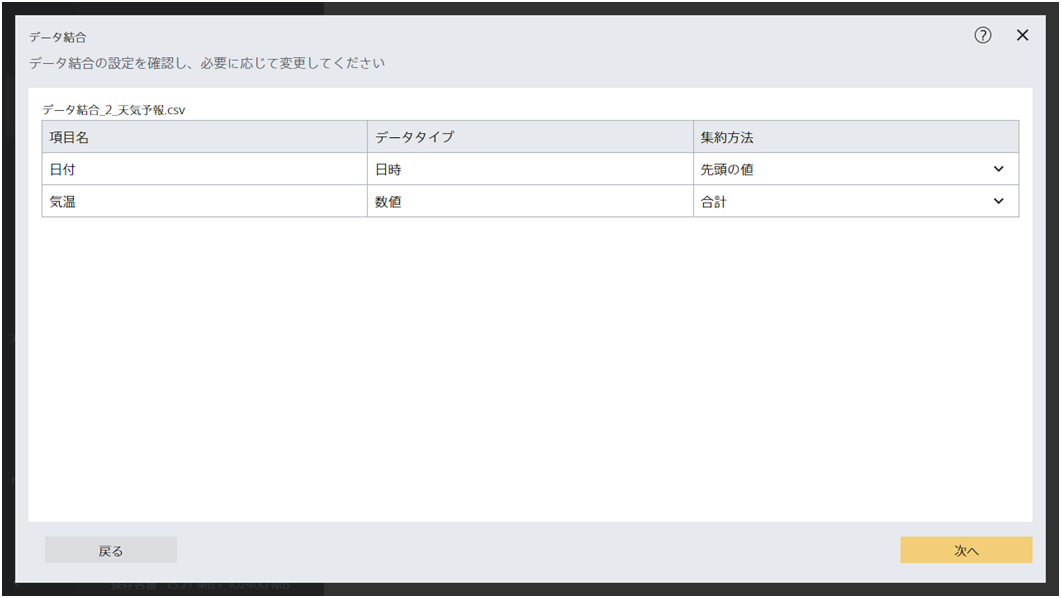 データ結合
データ結合の設定を確認し、必要に応じて変更してください
データ結合_2_天気予報.csv
項目名 データタイプ 集約方法
日付 日時 先頭の値
気温 数値 合計
戻る 次へ